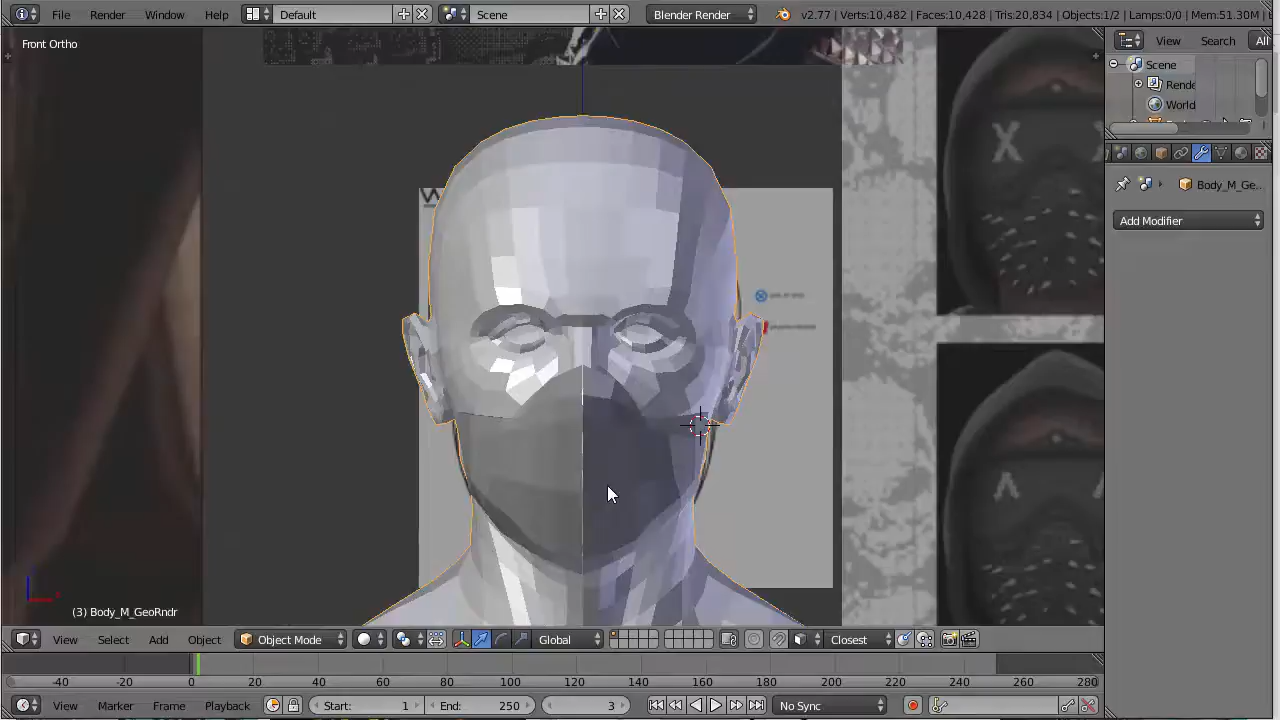 File Render Window Help Default Scene Blender Render v2.77 | Verts:10,482 | Faces:10,428 | Tris:20,834 | Objects:1/2 | Lamps:0/0 | Mem:51.30M |
Front Ortho
View Search All
Scene
Rende
World
Body_M_Ge..
Add Modifier
(3) Body_M_GeoRndr
View Select Add Object Object Mode Global Closest
-40 -20 0 20 40 60 80 100 120 140 160 180 200 220 240 260 280
View Marker Frame Playback Start: 1 End: 250 3 No Sync